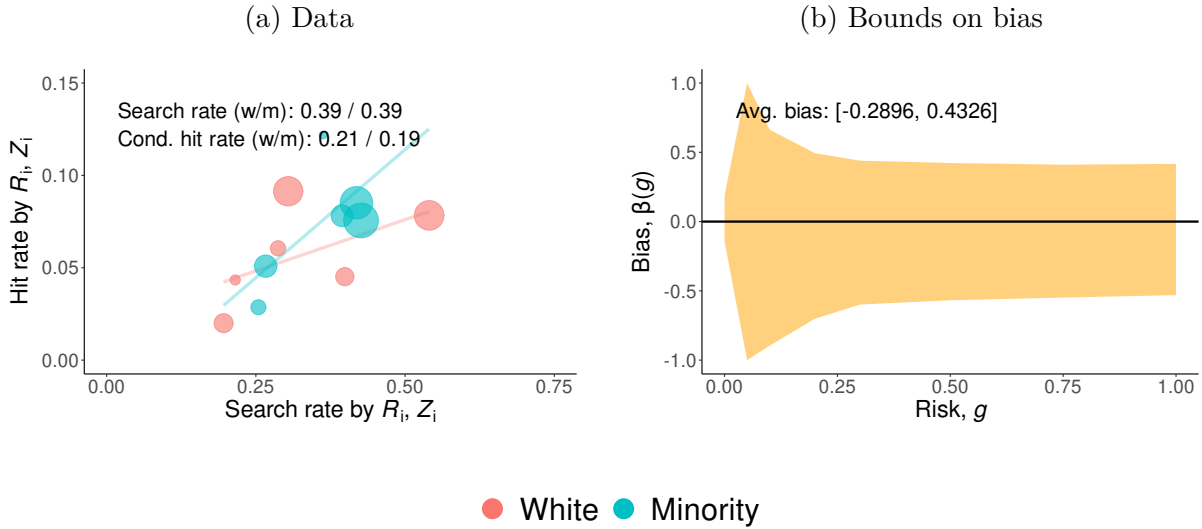 (a) Data
Hit rate by Rᵢ, Zᵢ
0.15
0.10
0.05
0.00
Search rate (w/m): 0.39 / 0.39
Cond. hit rate (w/m): 0.21 / 0.19
0.00 0.25 0.50 0.75
Search rate by Rᵢ, Zᵢ
(b) Bounds on bias
Bias, β(g)
1.0
0.5
0.0
-0.5
-1.0
Avg. bias: [-0.2896, 0.4326]
0.00 0.25 0.50 0.75 1.00
Risk, g
White Minority